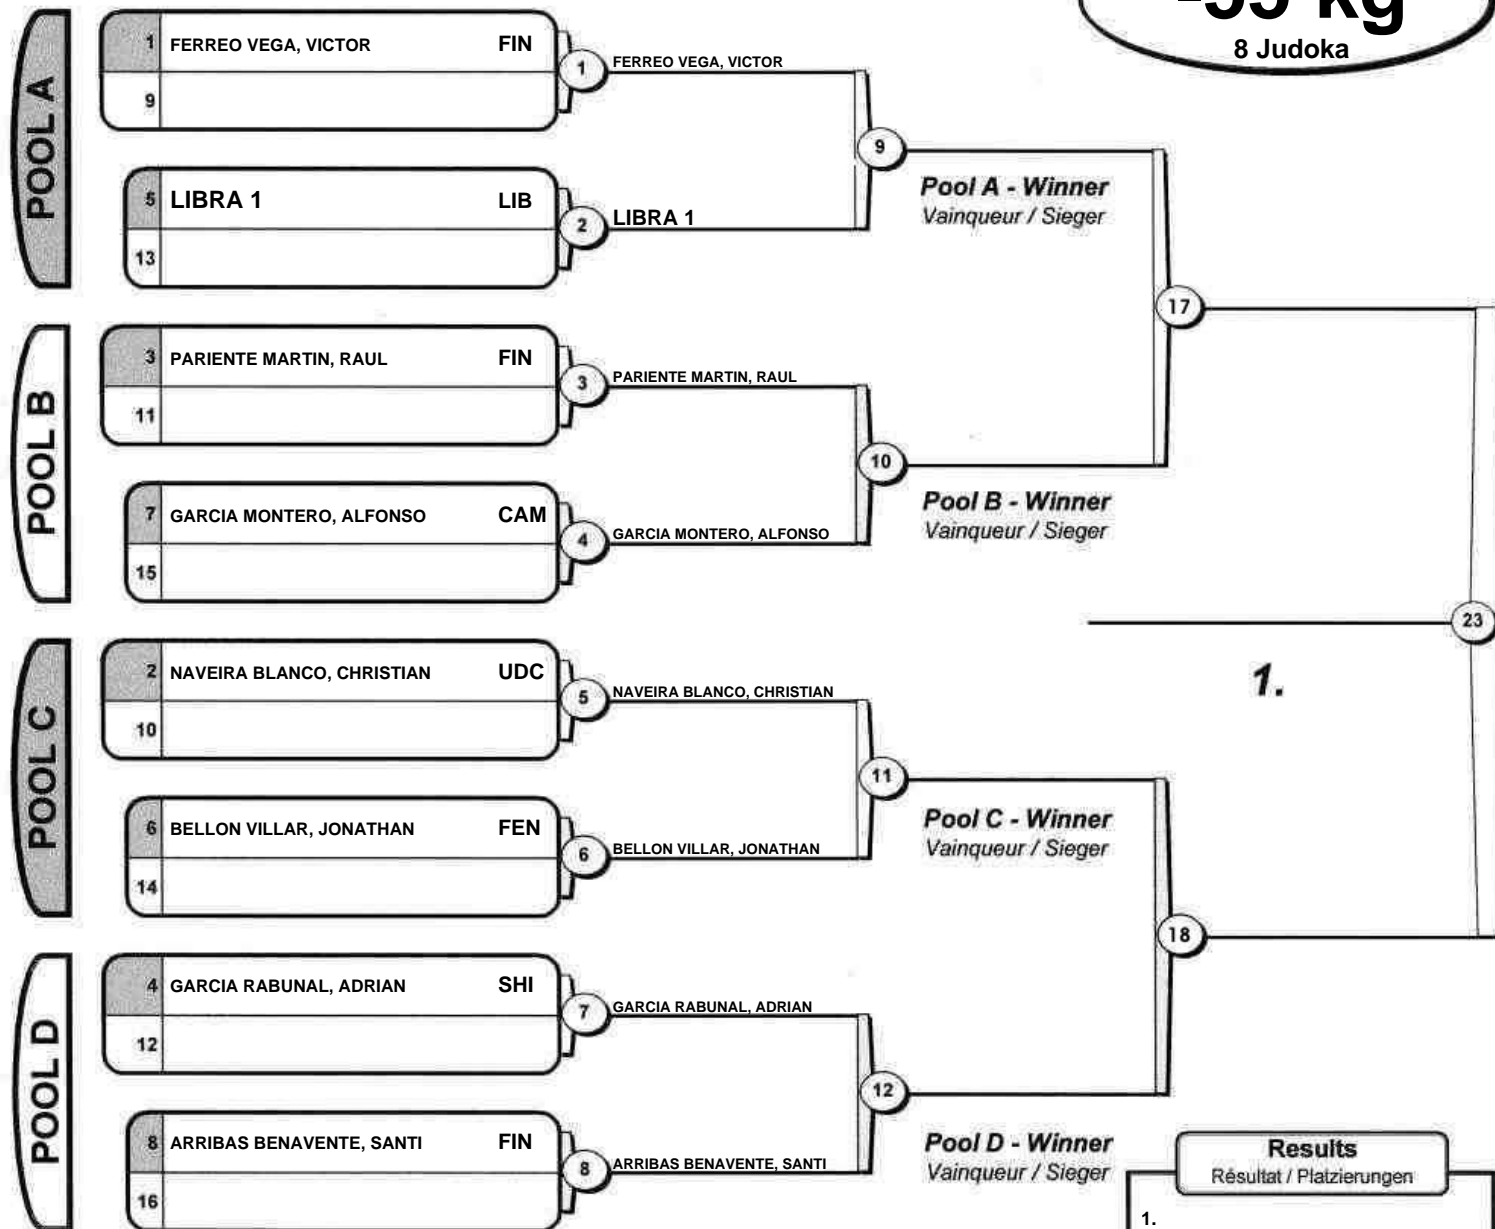 -55 kg
8 Judoka
POOL A
1 FERREO VEGA, VICTOR FIN
9
1 FERREO VEGA, VICTOR
5 LIBRA 1 LIB
13
2 LIBRA 1
9
Pool A - Winner
Vainqueur / Sieger
17
POOL B
3 PARIENTE MARTIN, RAUL FIN
11
3 PARIENTE MARTIN, RAUL
7 GARCIA MONTERO, ALFONSO CAM
15
4 GARCIA MONTERO, ALFONSO
10
Pool B - Winner
Vainqueur / Sieger
23
1.
POOL C
2 NAVEIRA BLANCO, CHRISTIAN UDC
10
5 NAVEIRA BLANCO, CHRISTIAN
6 BELLON VILLAR, JONATHAN FEN
14
6 BELLON VILLAR, JONATHAN
11
Pool C - Winner
Vainqueur / Sieger
18
POOL D
4 GARCIA RABUNAL, ADRIAN SHI
12
7 GARCIA RABUNAL, ADRIAN
8 ARRIBAS BENAVENTE, SANTI FIN
16
8 ARRIBAS BENAVENTE, SANTI
12
Pool D - Winner
Vainqueur / Sieger
Results
Résultat / Platzierungen
1.